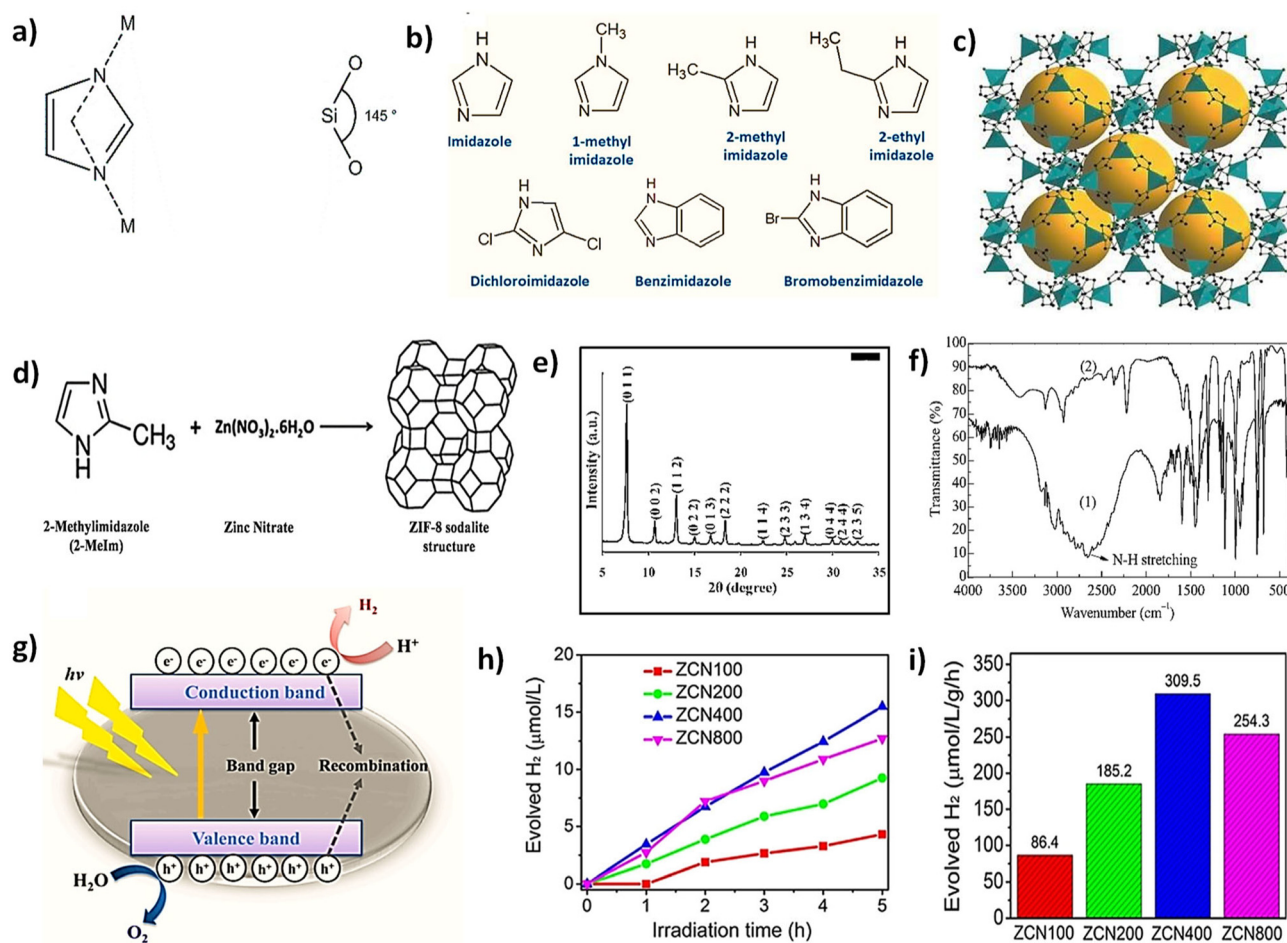 a)
M
N
N
M
O
Si
145 °
O
b)
H
N
N
Imidazole
CH₃
N
N
1-methyl
imidazole
H
N
H₃C
N
2-methyl
imidazole
H₃C
H
N
N
2-ethyl
imidazole
H
N
Cl
N
Cl
Dichloroimidazole
H
N
N
Benzimidazole
H
N
Br
N
Bromobenzimidazole
c)
d)
N
N
H
CH₃
+
Zn(NO₃)₂.6H₂O
2-Methylimidazole
(2-MeIm)
Zinc Nitrate
ZIF-8 sodalite
structure
e)
Intensity (a.u.)
(0 1 1)
(0 0 2)
(1 1 2)
(0 2 2)
(0 1 3)
(2 2 2)
(1 1 4)
(2 3 3)
(1 3 4)
(0 4 4)
(2 4 4)
(2 3 5)
5 10 15 20 25 30 35
2θ (degree)
f)
Transmittance (%)
100
90
80
70
60
50
40
30
20
10
0
(2)
(1)
N-H stretching
4000 3500 3000 2500 2000 1500 1000 500
Wavenumber (cm⁻¹)
g)
hν
H₂
H⁺
e⁻ e⁻ e⁻ e⁻ e⁻ e⁻
Conduction band
Band gap
Recombination
Valence band
h⁺ h⁺ h⁺ h⁺ h⁺ h⁺
H₂O
O₂
h)
Evolved H₂ (μmol/L)
20
15
10
5
0
ZCN100
ZCN200
ZCN400
ZCN800
0 1 2 3 4 5
Irradiation time (h)
i)
Evolved H₂ (μmol/L/g/h)
350
300
250
200
150
100
50
0
86.4
185.2
309.5
254.3
ZCN100 ZCN200 ZCN400 ZCN800